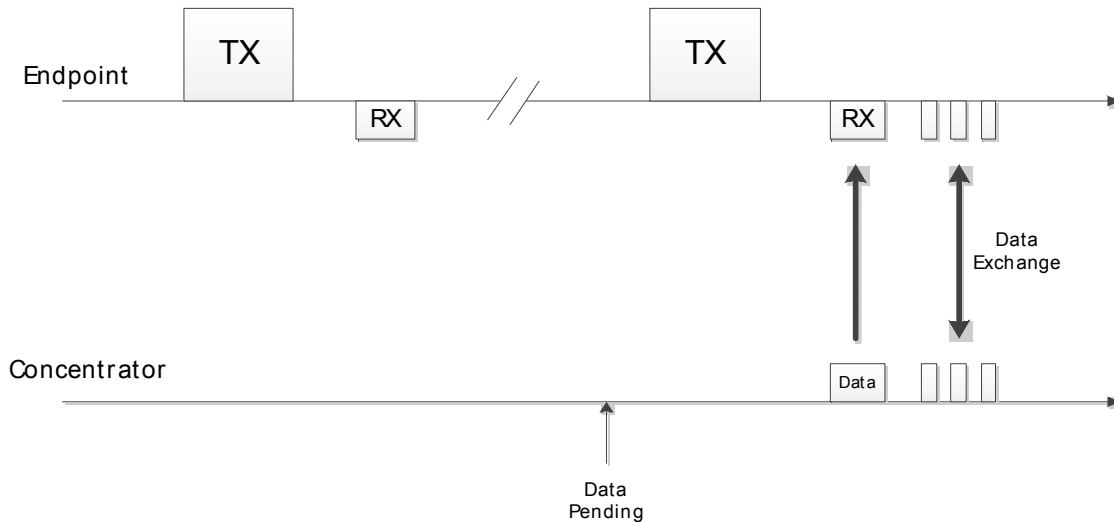 TX
TX
Endpoint
RX
RX
Data
Exchange
Concentrator
Data
Data
Pending